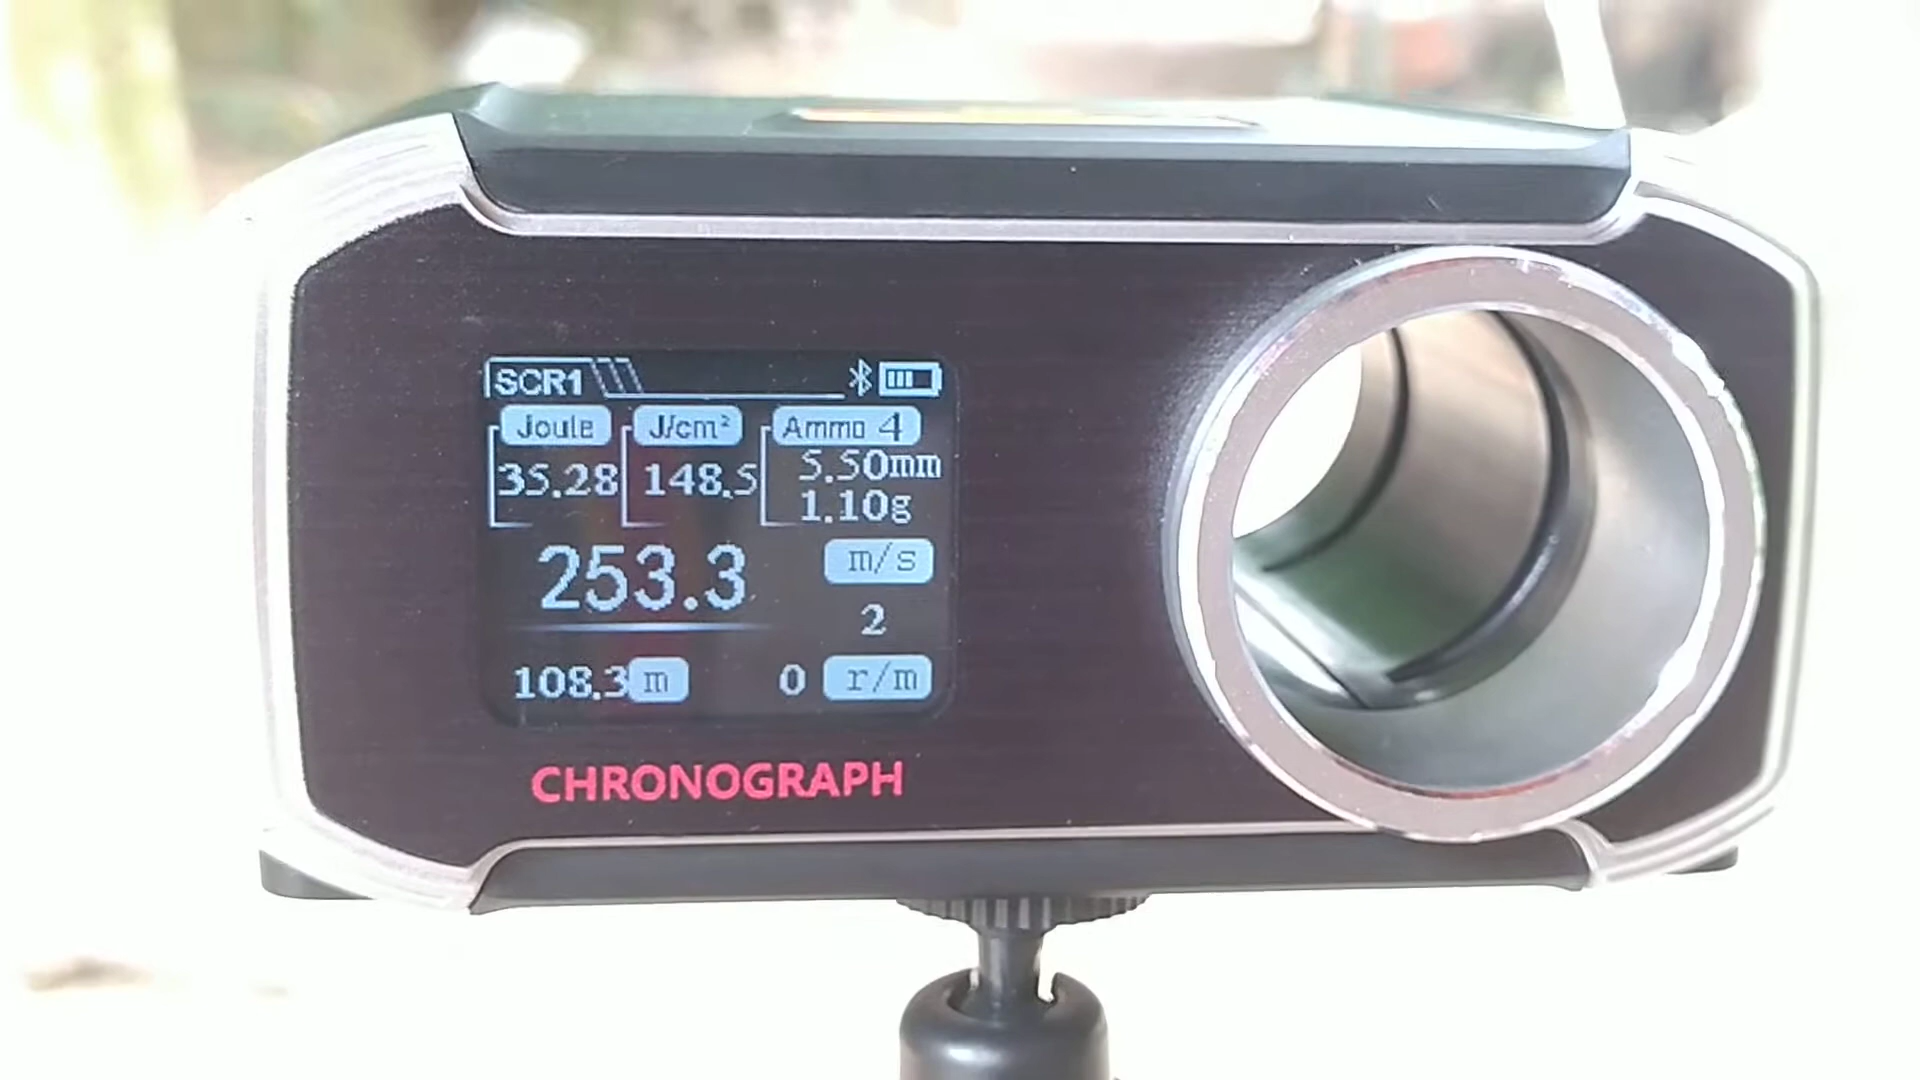 SCR1
Joule J/cm² Ammo 4
35.28 148.5 5.50mm
1.10g
253.3 m/s
2
108.3 m 0 r/m
CHRONOGRAPH